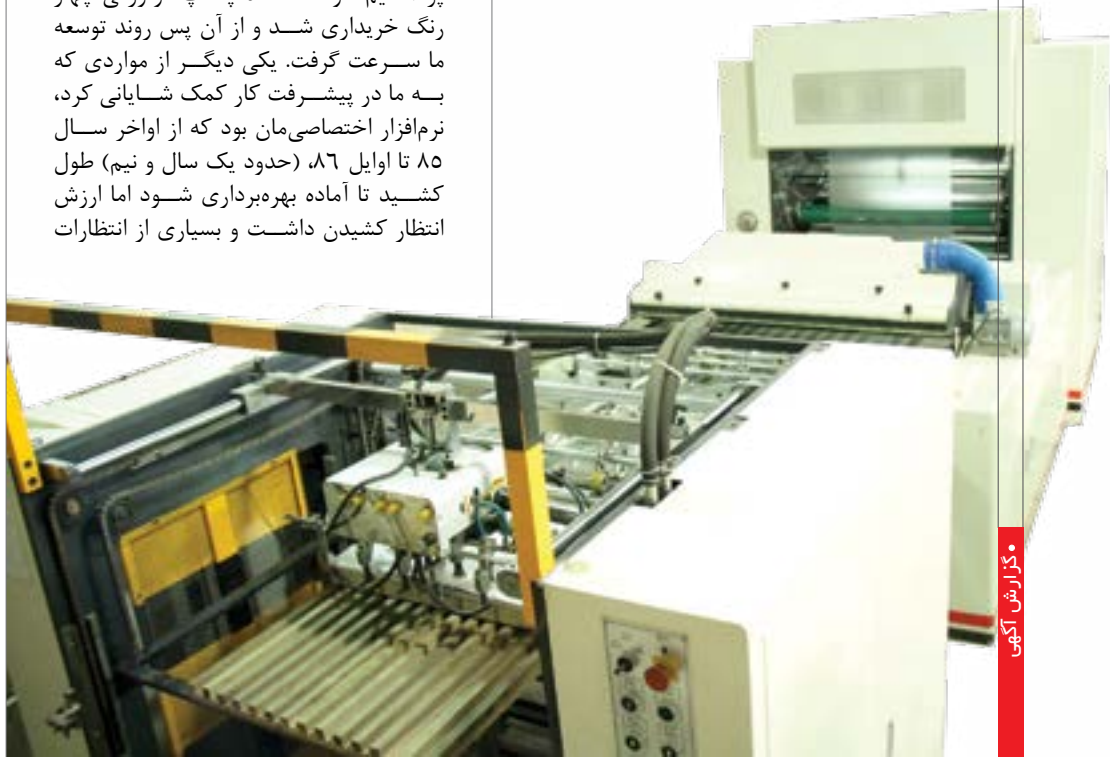 رنگ خریداری شد و از آن پس روند توسعه
ما سرعت گرفت. یکی دیگر از مواردی که
به ما در پیشرفت کار کمک شایانی کرد،
نرم‌افزار اختصاصی‌مان بود که از اواخر سال
۸۵ تا اوایل ۸۶، (حدود یک سال و نیم) طول
کشید تا آماده بهره‌برداری شود اما ارزش
انتظار کشیدن داشت و بسیاری از انتظارات
• گزارش آگهی